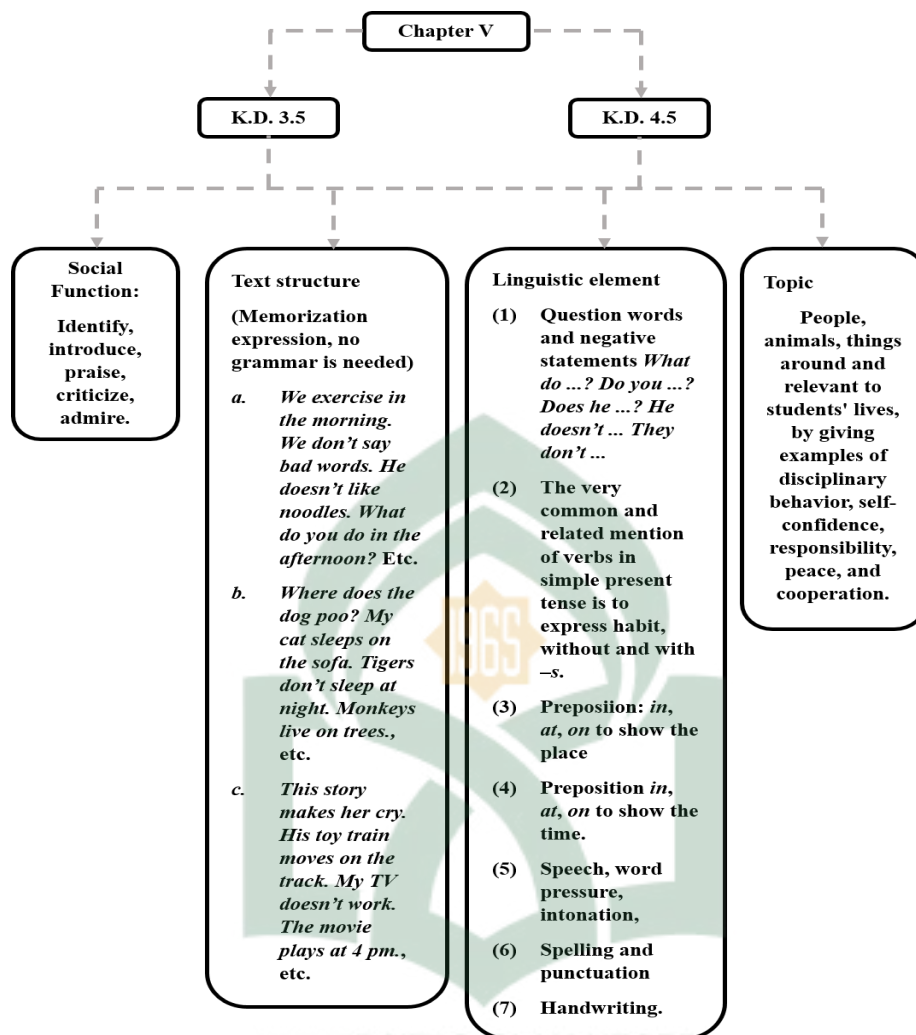 Chapter V
K.D. 3.5
K.D. 4.5
Social
Function:
Identify,
introduce,
praise,
criticize,
admire.
Text structure
(Memorization
expression, no
grammar is needed)
a. We exercise in
the morning.
We don’t say
bad words. He
doesn’t like
noodles. What
do you do in the
afternoon? Etc.
b. Where does the
dog poo? My
cat sleeps on
the sofa. Tigers
don’t sleep at
night. Monkeys
live on trees.,
etc.
c. This story
makes her cry.
His toy train
moves on the
track. My TV
doesn’t work.
The movie
plays at 4 pm.,
etc.
Linguistic element
(1) Question words
and negative
statements What
do ...? Do you ...?
Does he ...? He
doesn’t ... They
don’t ...
(2) The very
common and
related mention
of verbs in
simple present
tense is to
express habit,
without and with
–s.
(3) Preposiion: in,
at, on to show the
place
(4) Preposition in,
at, on to show the
time.
(5) Speech, word
pressure,
intonation,
(6) Spelling and
punctuation
(7) Handwriting.
Topic
People,
animals, things
around and
relevant to
students' lives,
by giving
examples of
disciplinary
behavior, self-
confidence,
responsibility,
peace, and
cooperation.
1965